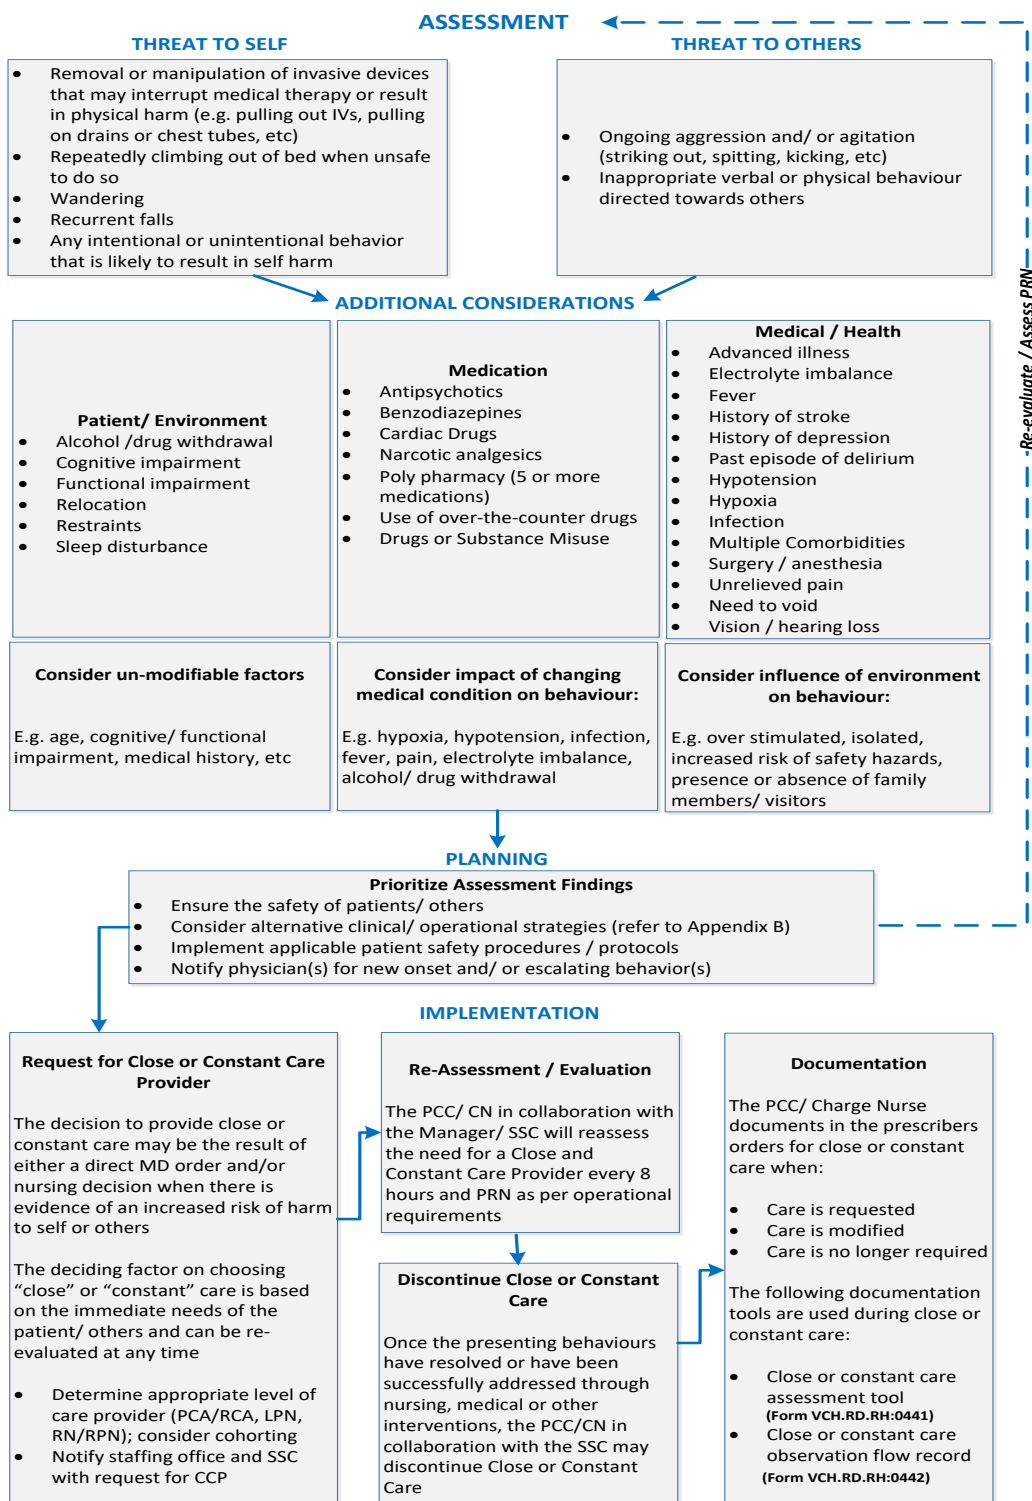 ASSESSMENT
THREAT TO SELF
• Removal or manipulation of invasive devices
that may interrupt medical therapy or result
in physical harm (e.g. pulling out IVs, pulling
on drains or chest tubes, etc)
• Repeatedly climbing out of bed when unsafe
to do so
• Wandering
• Recurrent falls
• Any intentional or unintentional behavior
that is likely to result in self harm
THREAT TO OTHERS
• Ongoing aggression and/ or agitation
(striking out, spitting, kicking, etc)
• Inappropriate verbal or physical behaviour
directed towards others
Re-evaluate / Assess PRN
ADDITIONAL CONSIDERATIONS
Patient/ Environment
• Alcohol /drug withdrawal
• Cognitive impairment
• Functional impairment
• Relocation
• Restraints
• Sleep disturbance
Medication
• Antipsychotics
• Benzodiazepines
• Cardiac Drugs
• Narcotic analgesics
• Poly pharmacy (5 or more
medications)
• Use of over-the-counter drugs
• Drugs or Substance Misuse
Medical / Health
• Advanced illness
• Electrolyte imbalance
• Fever
• History of stroke
• History of depression
• Past episode of delirium
• Hypotension
• Hypoxia
• Infection
• Multiple Comorbidities
• Surgery / anesthesia
• Unrelieved pain
• Need to void
• Vision / hearing loss
Consider un-modifiable factors
E.g. age, cognitive/ functional
impairment, medical history, etc
Consider impact of changing
medical condition on behaviour:
E.g. hypoxia, hypotension, infection,
fever, pain, electrolyte imbalance,
alcohol/ drug withdrawal
Consider influence of environment
on behaviour:
E.g. over stimulated, isolated,
increased risk of safety hazards,
presence or absence of family
members/ visitors
PLANNING
Prioritize Assessment Findings
• Ensure the safety of patients/ others
• Consider alternative clinical/ operational strategies (refer to Appendix B)
• Implement applicable patient safety procedures / protocols
• Notify physician(s) for new onset and/ or escalating behavior(s)
IMPLEMENTATION
Request for Close or Constant Care
Provider
The decision to provide close or
constant care may be the result of
either a direct MD order and/or
nursing decision when there is
evidence of an increased risk of harm
to self or others
The deciding factor on choosing
“close” or “constant” care is based
on the immediate needs of the
patient/ others and can be re-
evaluated at any time
• Determine appropriate level of
care provider (PCA/RCA, LPN,
RN/RPN); consider cohorting
• Notify staffing office and SSC
with request for CCP
Re-Assessment / Evaluation
The PCC/ CN in collaboration with
the Manager/ SSC will reassess
the need for a Close and
Constant Care Provider every 8
hours and PRN as per operational
requirements
Discontinue Close or Constant
Care
Once the presenting behaviours
have resolved or have been
successfully addressed through
nursing, medical or other
interventions, the PCC/CN in
collaboration with the SSC may
discontinue Close or Constant
Care
Documentation
The PCC/ Charge Nurse
documents in the prescribers
orders for close or constant
care when:
• Care is requested
• Care is modified
• Care is no longer required
The following documentation
tools are used during close or
constant care:
• Close or constant care
assessment tool
(Form VCH.RD.RH:0441)
• Close or constant care
observation flow record
(Form VCH.RD.RH:0442)